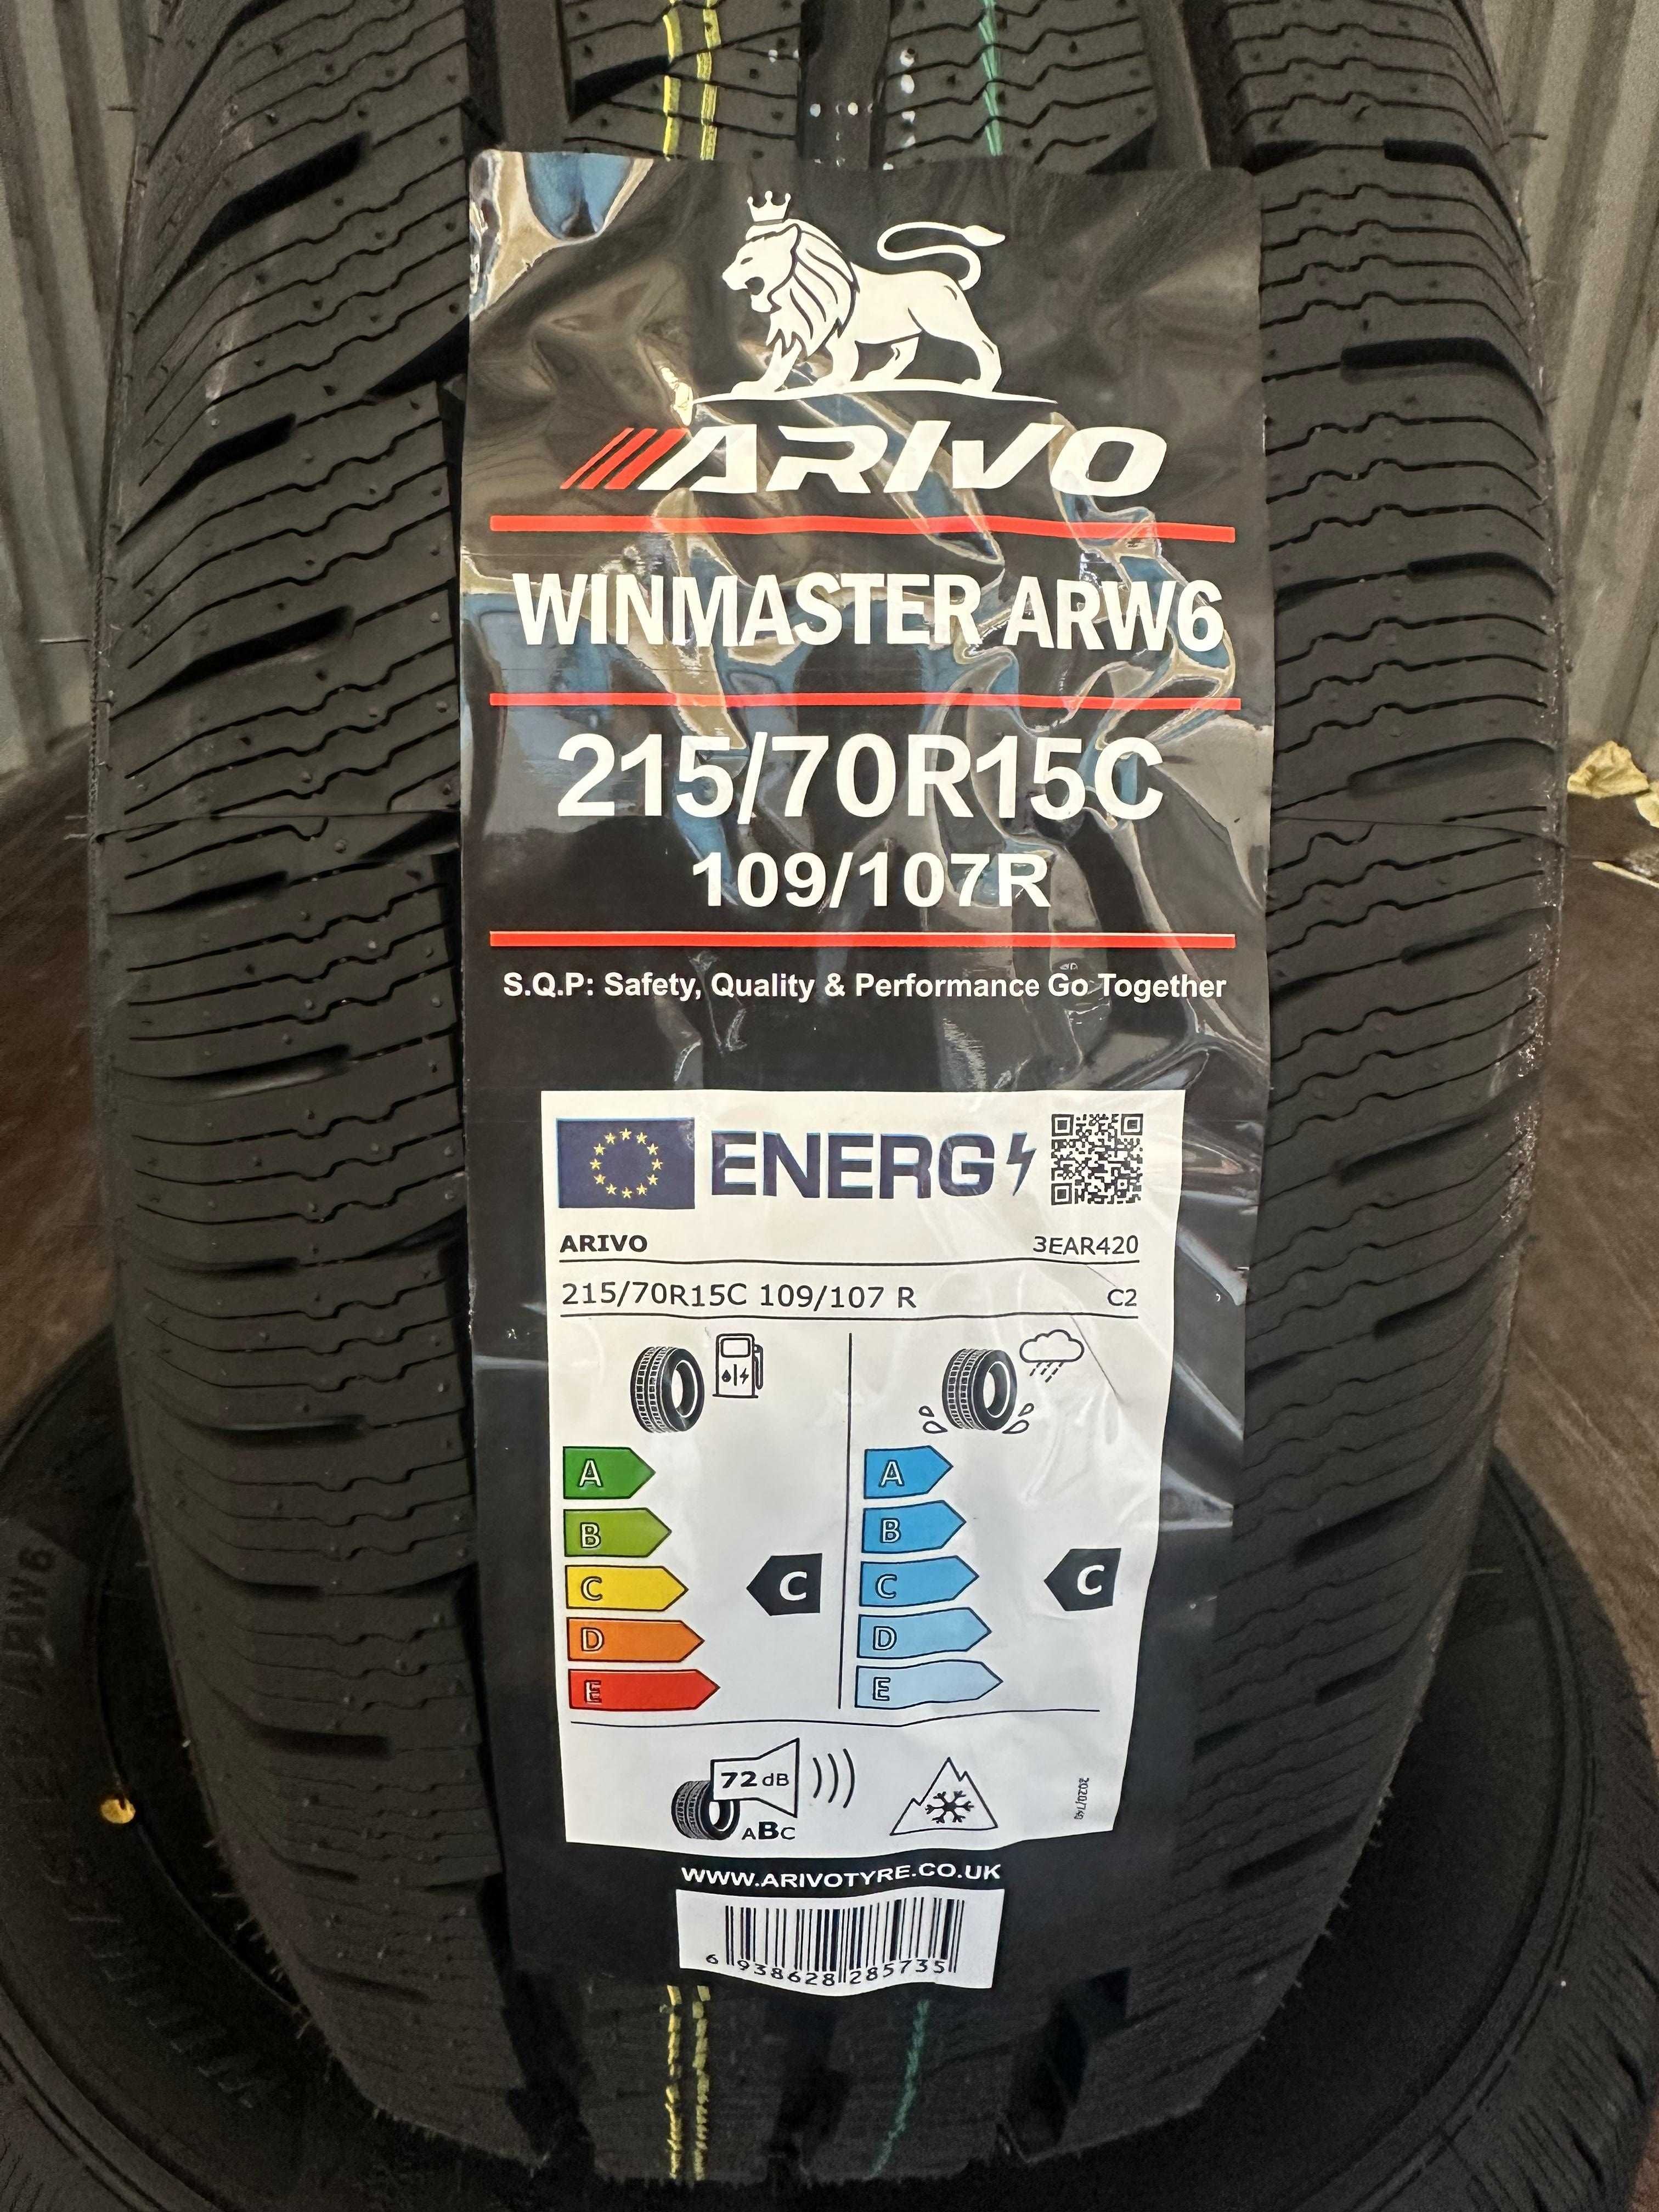 ARIVO
WINMASTER ARW6
215/70R15C
109/107R
S.Q.P: Safety, Quality & Performance Go Together
ENERG
ARIVO 3EAR420
215/70R15C 109/107 R C2
A A
B B
C C C C
D D
E E
72 dB
ABC
2020/740
WWW.ARIVOTYRE.CO.UK
6 938628 285735
ARW6